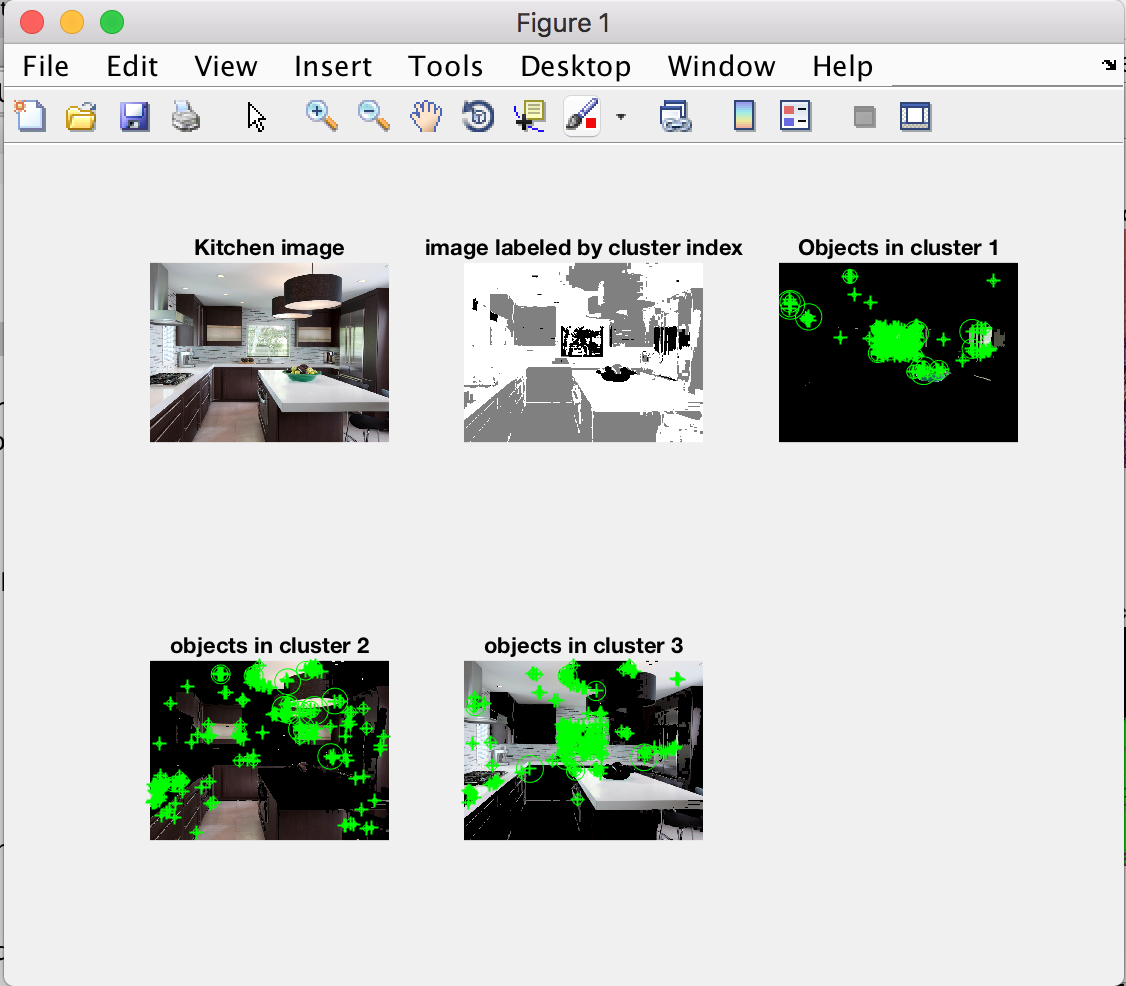 Figure 1
File Edit View Insert Tools Desktop Window Help
Kitchen image
image labeled by cluster index
Objects in cluster 1
objects in cluster 2
objects in cluster 3